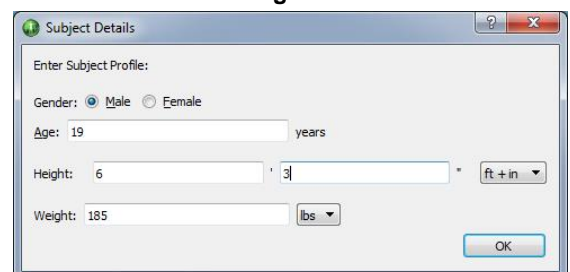 Subject Details
Enter Subject Profile:
Gender: Male Female
Age: 19 years
Height: 6 ' 3 " ft + in
Weight: 185 lbs
OK